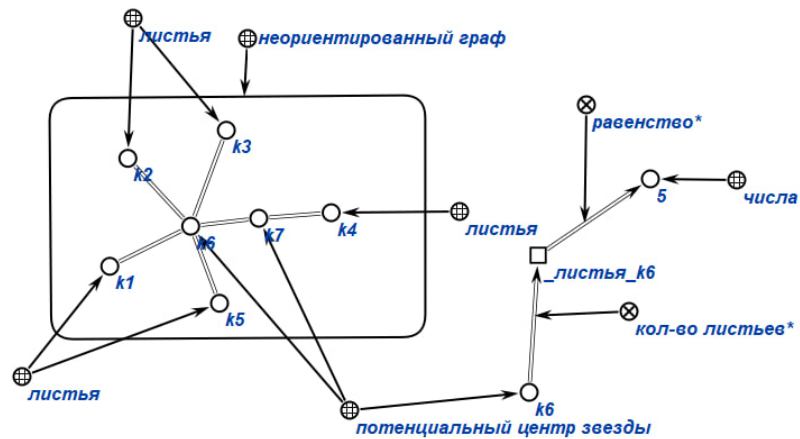 листья
неориентированный граф
k3
k2
равенство*
5
числа
k6
k7
k4
листья
k1
_листья_k6
k5
кол-во листьев*
листья
k6
потенциальный центр звезды